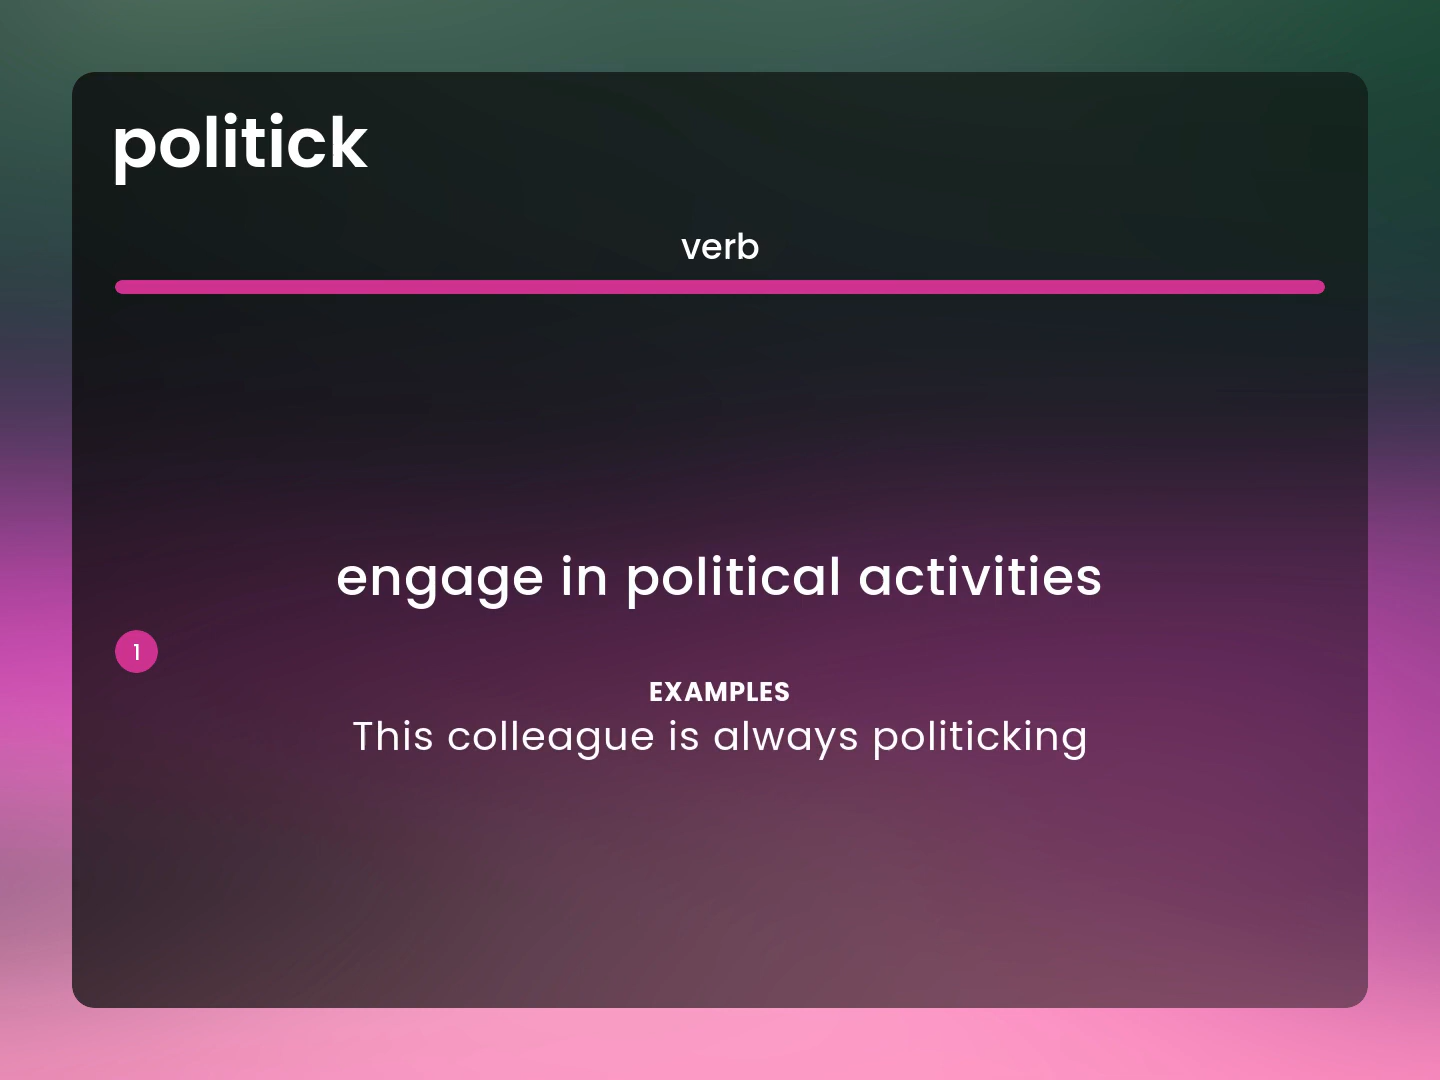 politick
verb
engage in political activities
1
EXAMPLES
This colleague is always politicking